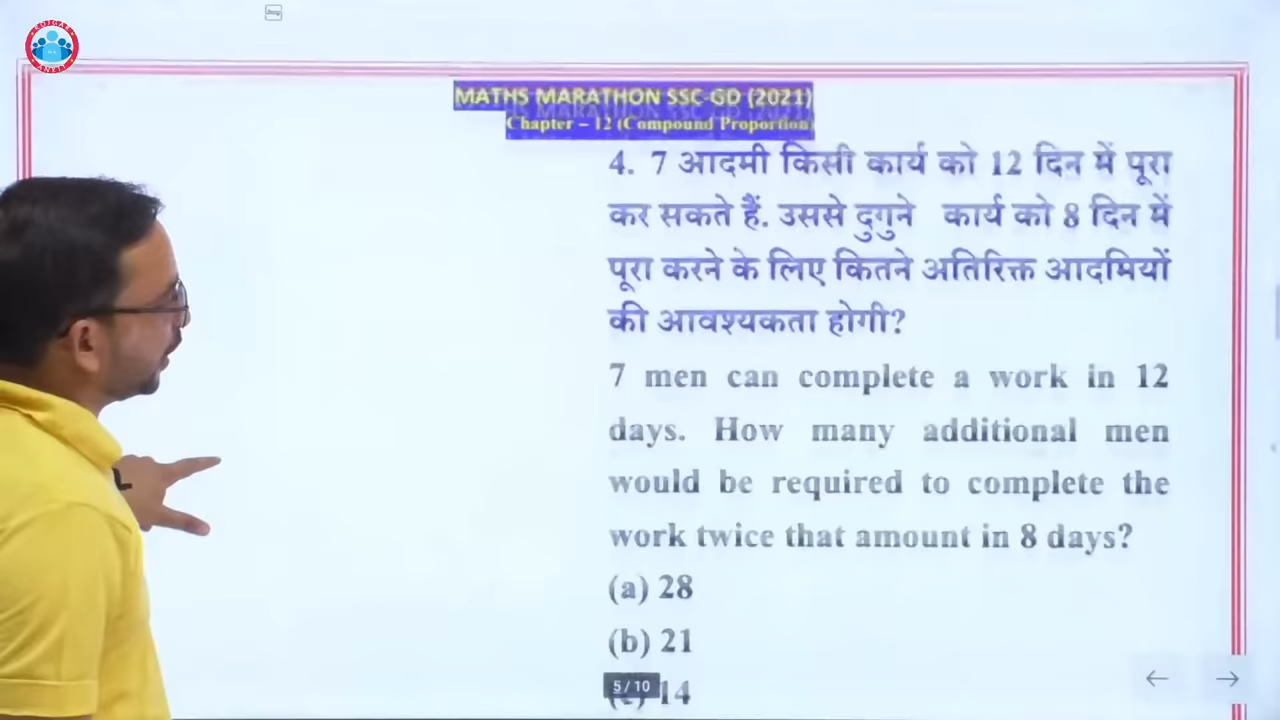 MATHS MARATHON SSC-GD (2021)
Chapter – 12 (Compound Proportion)
4. 7 आदमी किसी कार्य को 12 दिन में पूरा
कर सकते हैं. उससे दुगुने कार्य को 8 दिन में
पूरा करने के लिए कितने अतिरिक्त आदमियों
की आवश्यकता होगी?
7 men can complete a work in 12
days. How many additional men
would be required to complete the
work twice that amount in 8 days?
(a) 28
(b) 21
(c) 14
5 / 10